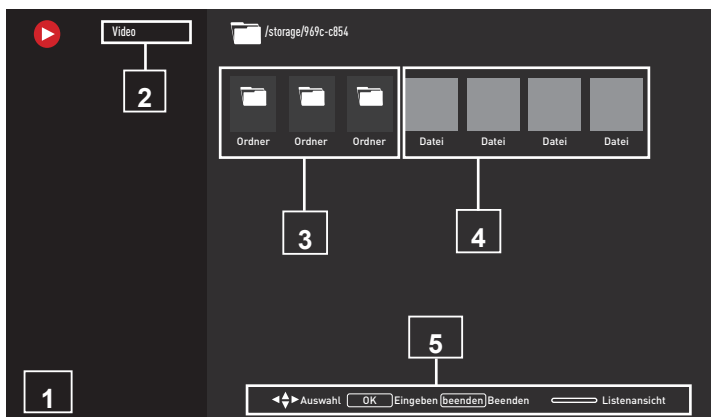 Video
/storage/969c-c854
2
Ordner Ordner Ordner Datei Datei Datei Datei
3 4
5
1
Auswahl OK Eingeben beenden Beenden Listenansicht